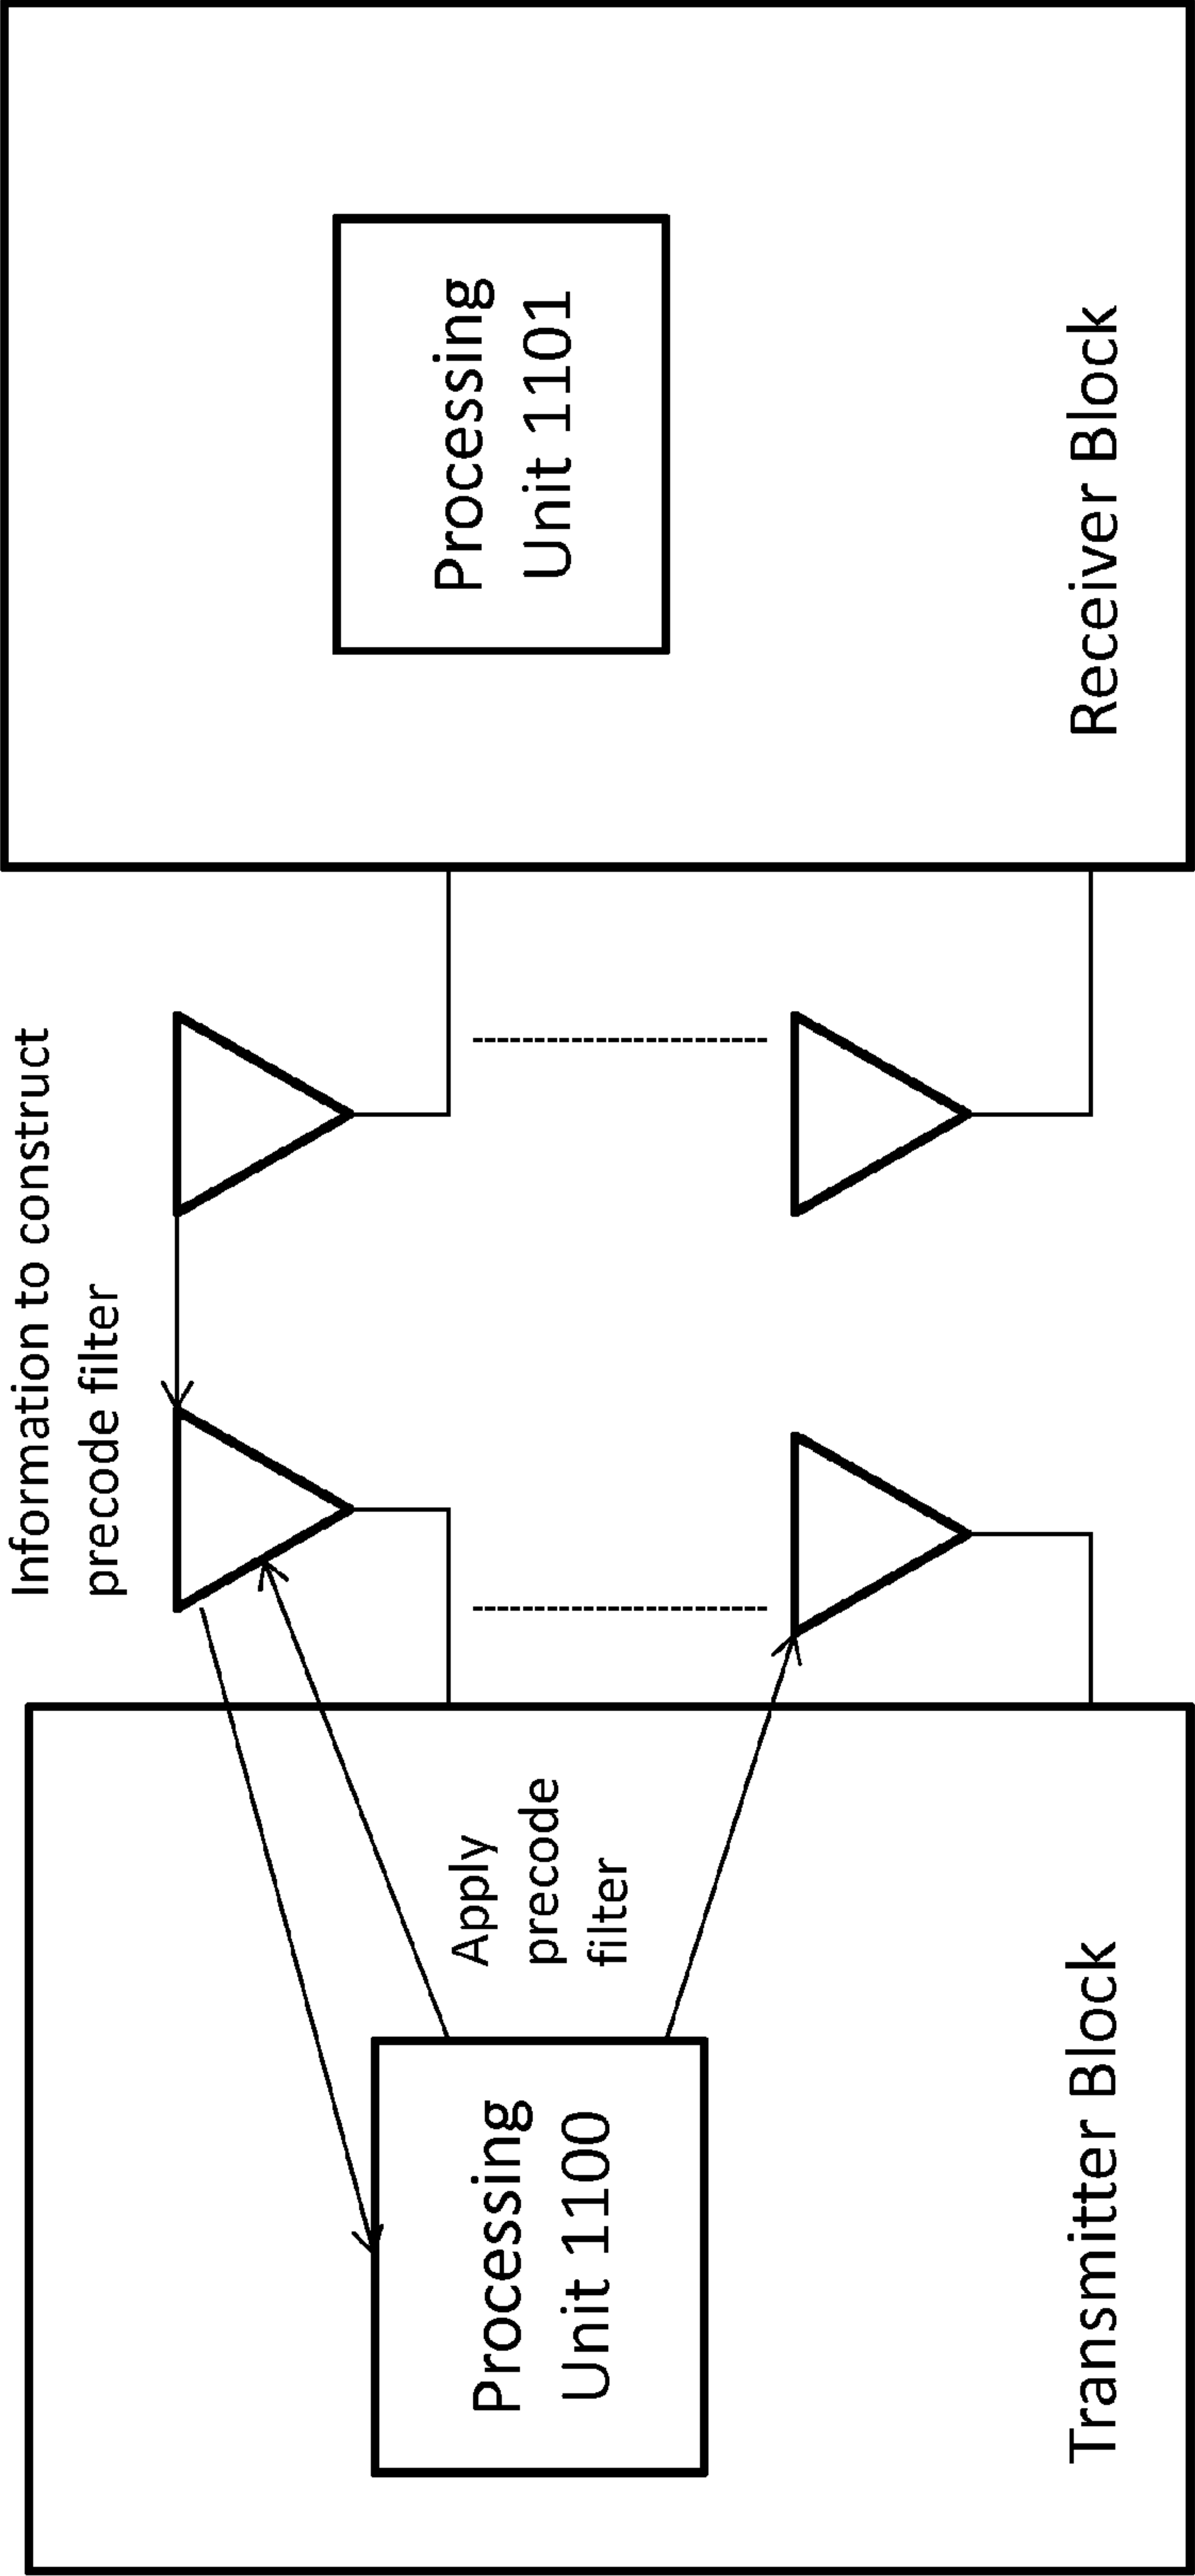 Information to construct
precode filter
Apply
precode
filter
Processing
Unit 1100
Transmitter Block
Processing
Unit 1101
Receiver Block